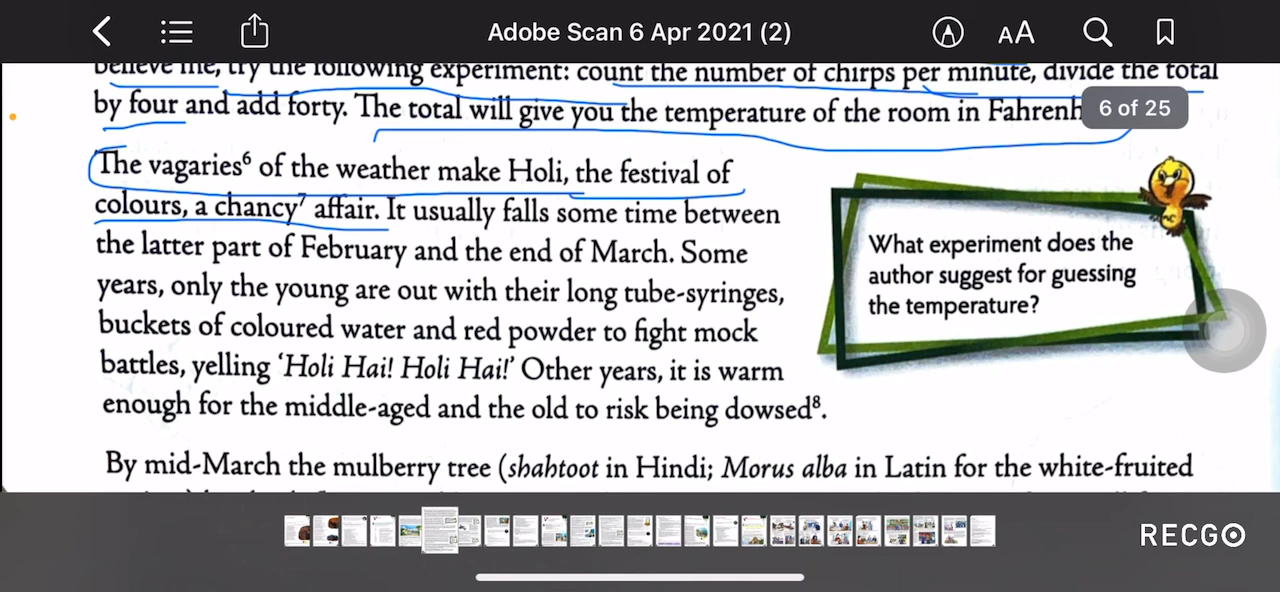 Adobe Scan 6 Apr 2021 (2)
AA
believe me, try the following experiment: count the number of chirps per minute, divide the total
by four and add forty. The total will give you the temperature of the room in Fahrenh
6 of 25
The vagaries⁶ of the weather make Holi, the festival of
colours, a chancy⁷ affair. It usually falls some time between
the latter part of February and the end of March. Some
years, only the young are out with their long tube-syringes,
buckets of coloured water and red powder to fight mock
battles, yelling ‘Holi Hai! Holi Hai!’ Other years, it is warm
enough for the middle-aged and the old to risk being dowsed⁸.
What experiment does the
author suggest for guessing
the temperature?
By mid-March the mulberry tree (shahtoot in Hindi; Morus alba in Latin for the white-fruited
RECGO